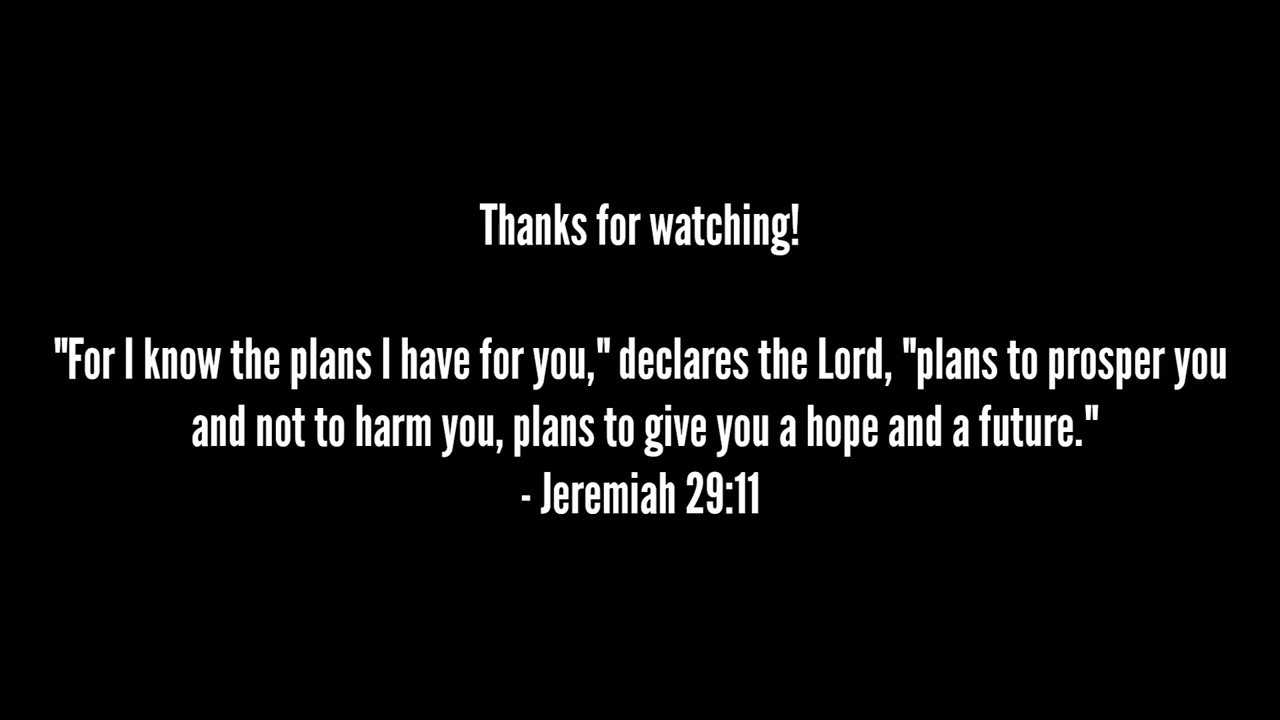 Thanks for watching!
"For I know the plans I have for you," declares the Lord, "plans to prosper you
and not to harm you, plans to give you a hope and a future."
- Jeremiah 29:11